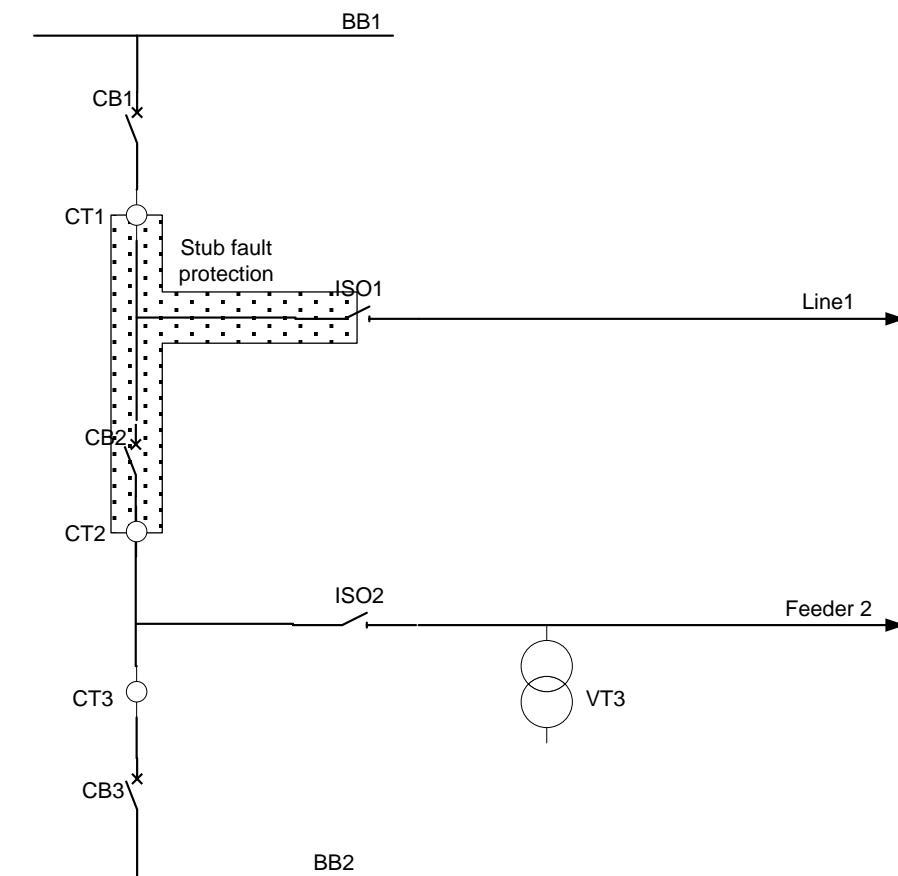 BB1
CB1
CT1
Stub fault
protection
ISO1
Line1
CB2
CT2
ISO2
Feeder 2
CT3
VT3
CB3
BB2